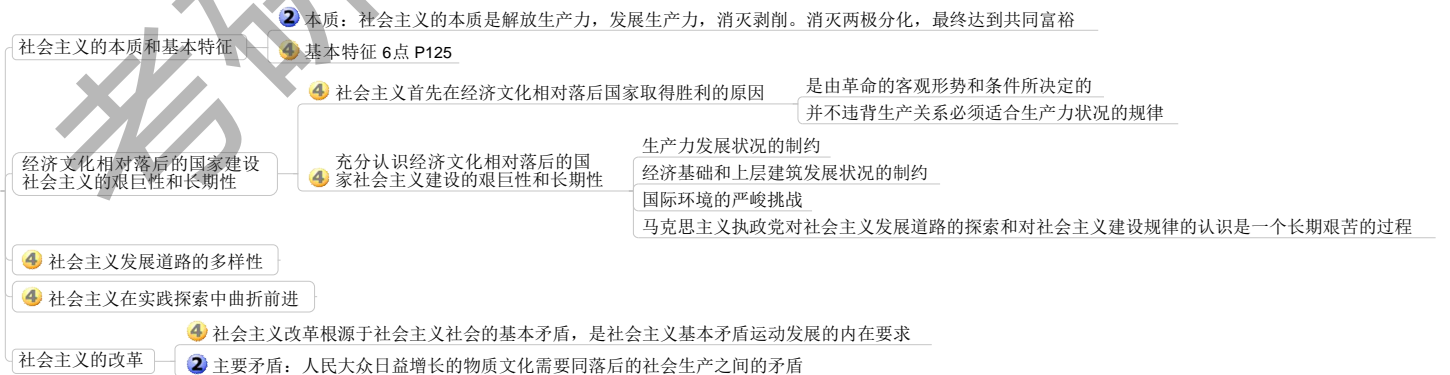 考研
2 本质：社会主义的本质是解放生产力，发展生产力，消灭剥削。消灭两极分化，最终达到共同富裕
社会主义的本质和基本特征
4 基本特征 6点 P125
4 社会主义首先在经济文化相对落后国家取得胜利的原因
是由革命的客观形势和条件所决定的
并不违背生产关系必须适合生产力状况的规律
经济文化相对落后的国家建设
社会主义的艰巨性和长期性
4 充分认识经济文化相对落后的国
家社会主义建设的艰巨性和长期性
生产力发展状况的制约
经济基础和上层建筑发展状况的制约
国际环境的严峻挑战
马克思主义执政党对社会主义发展道路的探索和对社会主义建设规律的认识是一个长期艰苦的过程
4 社会主义发展道路的多样性
4 社会主义在实践探索中曲折前进
社会主义的改革
4 社会主义改革根源于社会主义社会的基本矛盾，是社会主义基本矛盾运动发展的内在要求
2 主要矛盾：人民大众日益增长的物质文化需要同落后的社会生产之间的矛盾